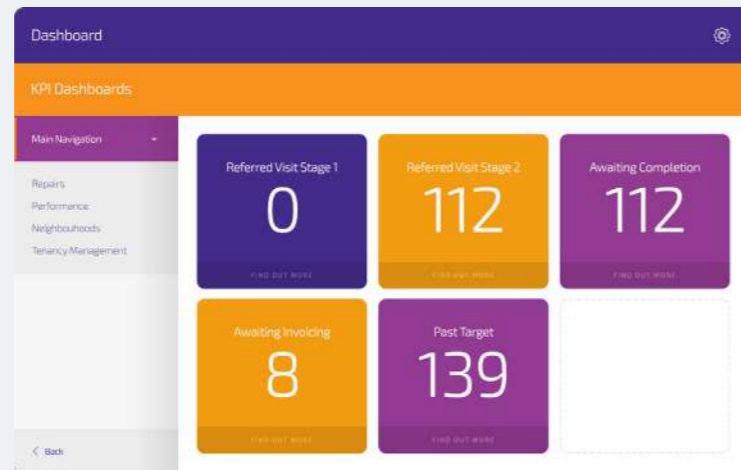 Dashboard
KPI Dashboards
Main Navigation
Repairs
Performance
Neighbouhoods
Tenancy Management
Back
Referred Visit Stage 1
0
FIND OUT MORE
Referred Visit Stage 2
112
FIND OUT MORE
Awaiting Completion
112
FIND OUT MORE
Awaiting Invoicing
8
FIND OUT MORE
Past Target
139
FIND OUT MORE